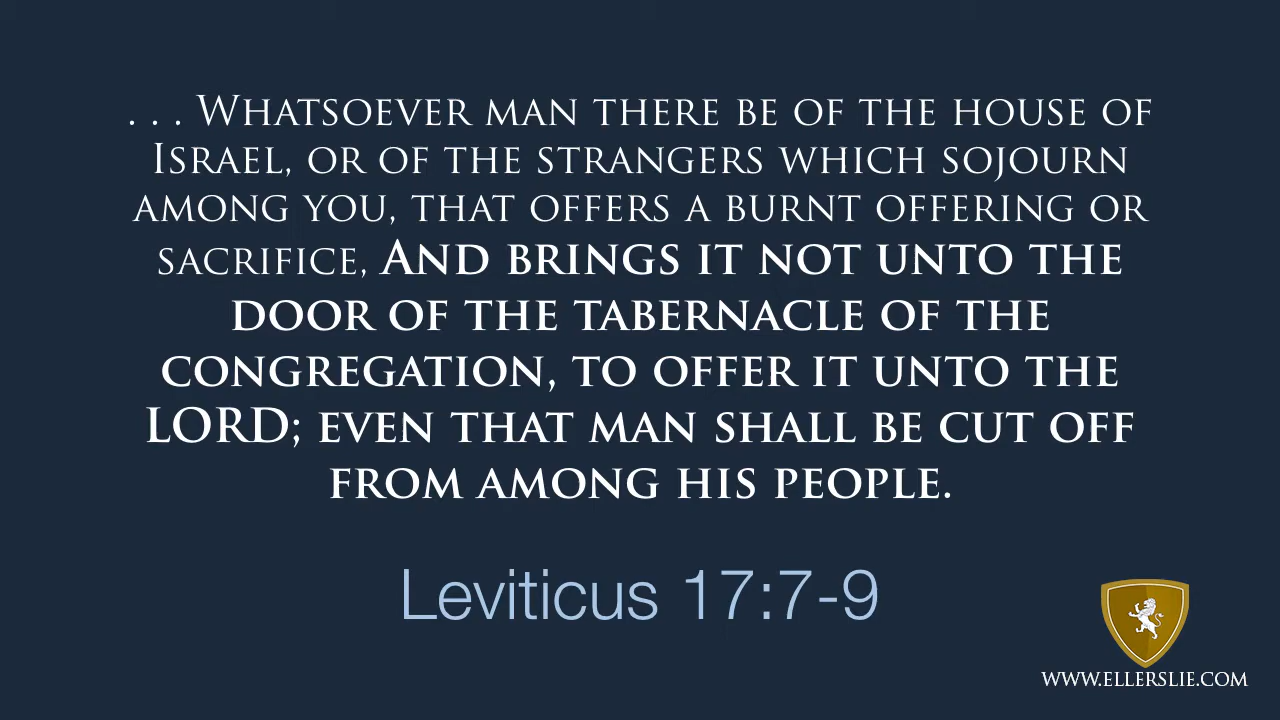 . . . Whatsoever man there be of the house of
Israel, or of the strangers which sojourn
among you, that offers a burnt offering or
sacrifice, And brings it not unto the
door of the tabernacle of the
congregation, to offer it unto the
LORD; even that man shall be cut off
from among his people.
Leviticus 17:7-9
www.ellerslie.com